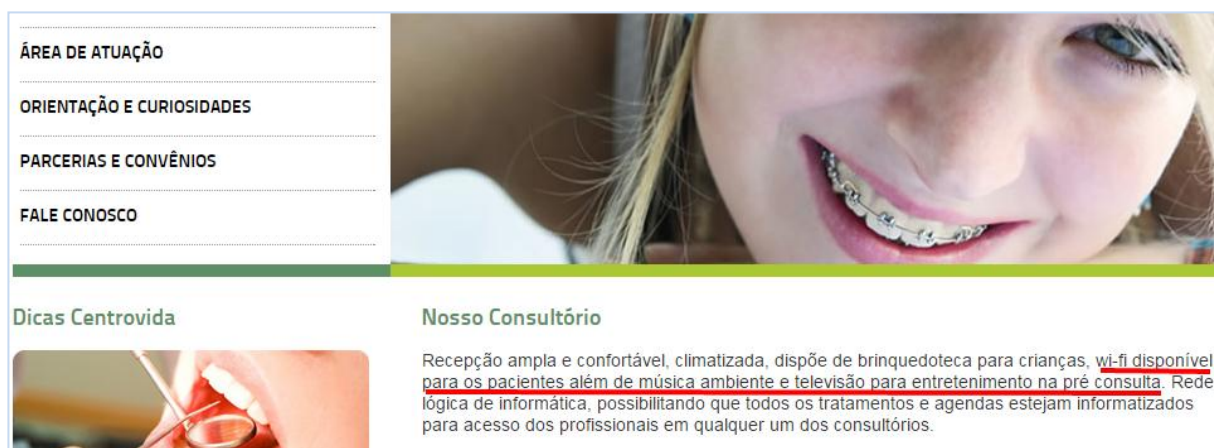 ÁREA DE ATUAÇÃO
ORIENTAÇÃO E CURIOSIDADES
PARCERIAS E CONVÊNIOS
FALE CONOSCO
Dicas Centrovida
Nosso Consultório
Recepção ampla e confortável, climatizada, dispõe de brinquedoteca para crianças, wi-fi disponível
para os pacientes além de música ambiente e televisão para entretenimento na pré consulta. Rede
lógica de informática, possibilitando que todos os tratamentos e agendas estejam informatizados
para acesso dos profissionais em qualquer um dos consultórios.